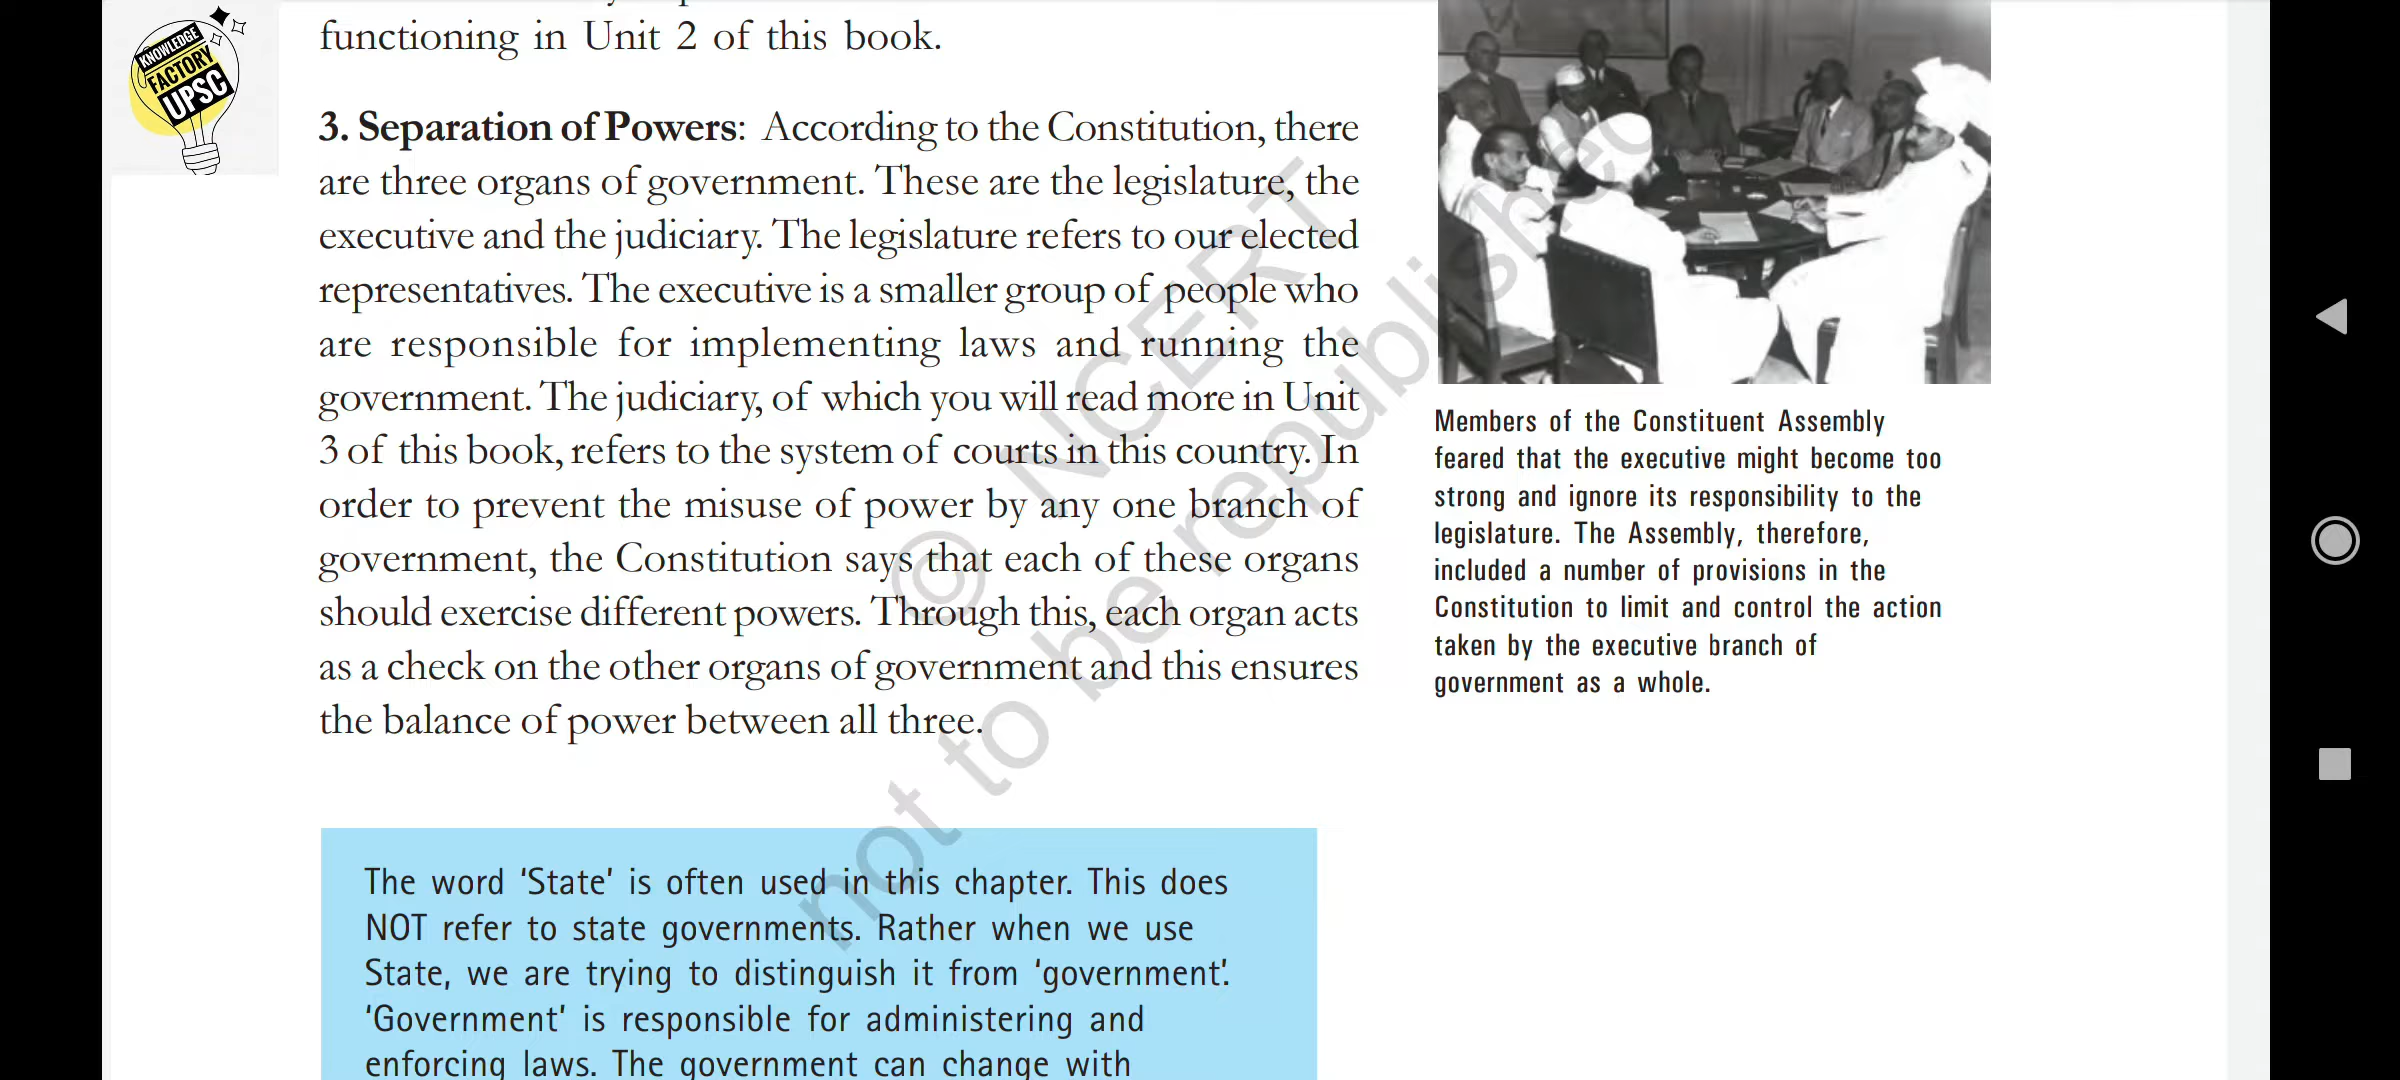 KNOWLEDGE
FACTORY
UPSC
functioning in Unit 2 of this book.
3. Separation of Powers: According to the Constitution, there
are three organs of government. These are the legislature, the
executive and the judiciary. The legislature refers to our elected
representatives. The executive is a smaller group of people who
are responsible for implementing laws and running the
government. The judiciary, of which you will read more in Unit
3 of this book, refers to the system of courts in this country. In
order to prevent the misuse of power by any one branch of
government, the Constitution says that each of these organs
should exercise different powers. Through this, each organ acts
as a check on the other organs of government and this ensures
the balance of power between all three.
Members of the Constituent Assembly
feared that the executive might become too
strong and ignore its responsibility to the
legislature. The Assembly, therefore,
included a number of provisions in the
Constitution to limit and control the action
taken by the executive branch of
government as a whole.
The word ‘State’ is often used in this chapter. This does
NOT refer to state governments. Rather when we use
State, we are trying to distinguish it from ‘government’.
‘Government’ is responsible for administering and
enforcing laws. The government can change with
© NCERT
not to be republished